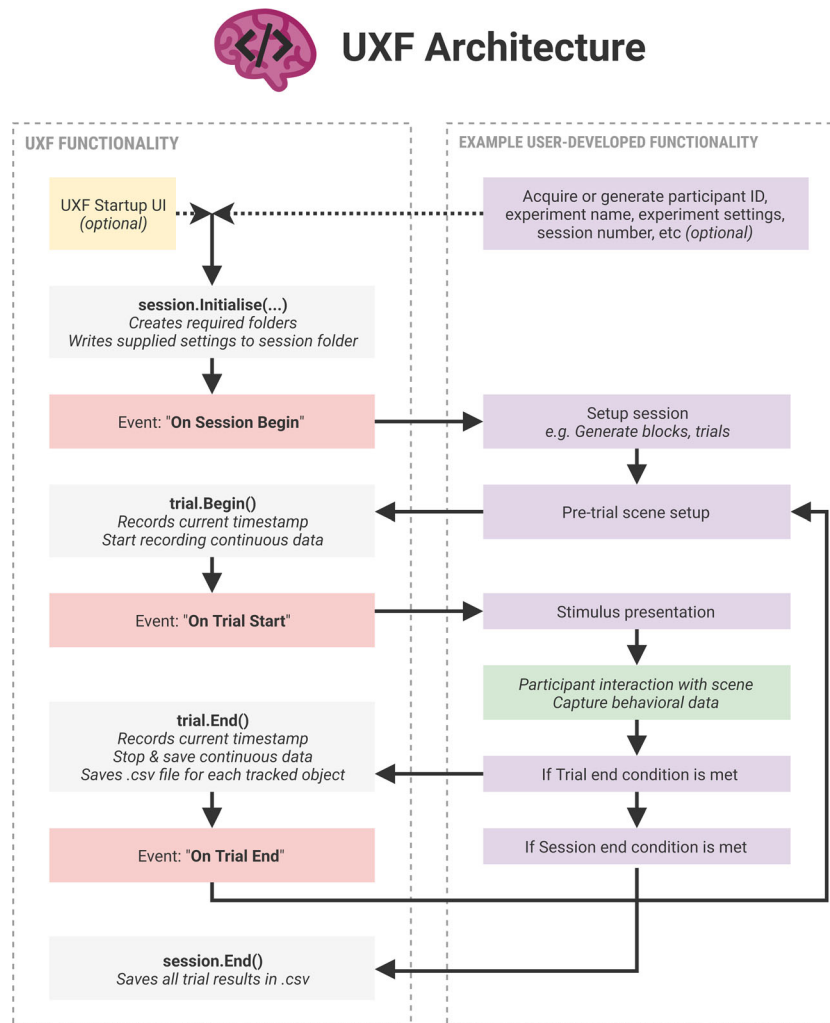 </>
UXF Architecture
UXF FUNCTIONALITY
EXAMPLE USER-DEVELOPED FUNCTIONALITY
UXF Startup UI
(optional)
Acquire or generate participant ID,
experiment name, experiment settings,
session number, etc (optional)
session.Initialise(...)
Creates required folders
Writes supplied settings to session folder
Event: "On Session Begin"
Setup session
e.g. Generate blocks, trials
trial.Begin()
Records current timestamp
Start recording continuous data
Pre-trial scene setup
Event: "On Trial Start"
Stimulus presentation
Participant interaction with scene
Capture behavioral data
trial.End()
Records current timestamp
Stop & save continuous data
Saves .csv file for each tracked object
If Trial end condition is met
Event: "On Trial End"
If Session end condition is met
session.End()
Saves all trial results in .csv